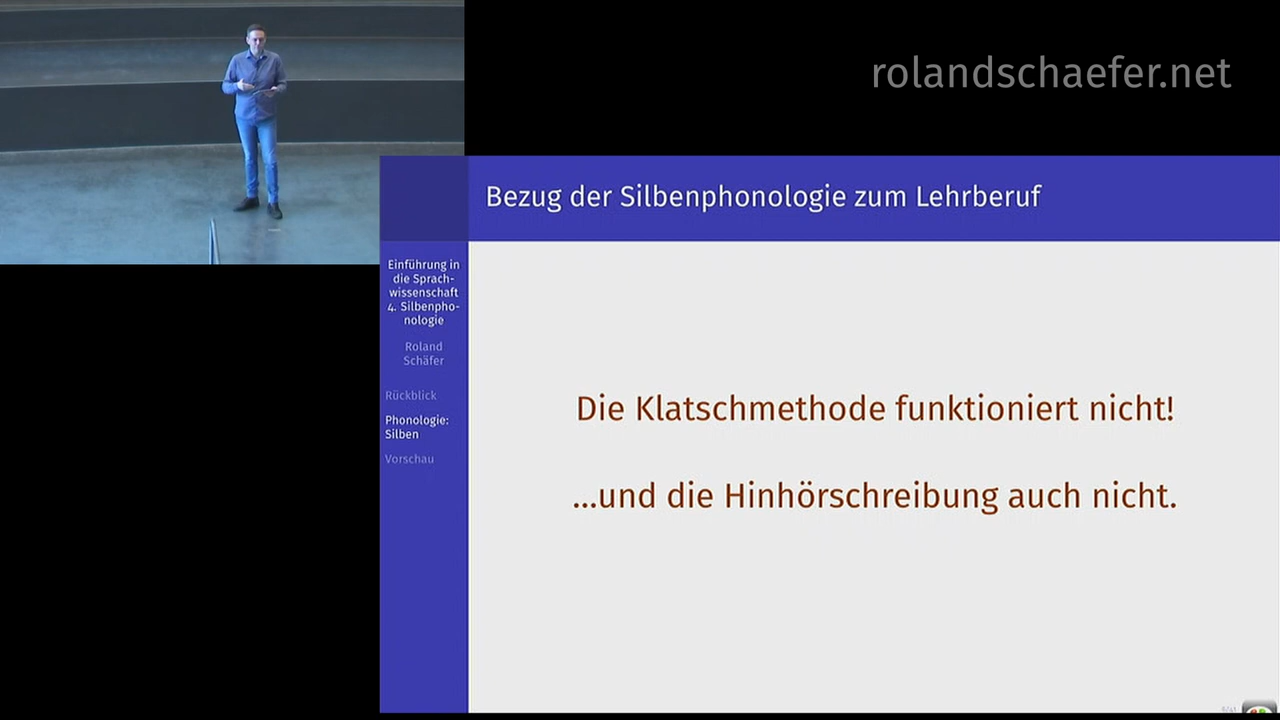 rolandschaefer.net
Bezug der Silbenphonologie zum Lehrberuf
Einführung in
die Sprach-
wissenschaft
4. Silbenpho-
nologie
Roland
Schäfer
Rückblick
Phonologie:
Silben
Vorschau
Die Klatschmethode funktioniert nicht!
...und die Hinhörschreibung auch nicht.